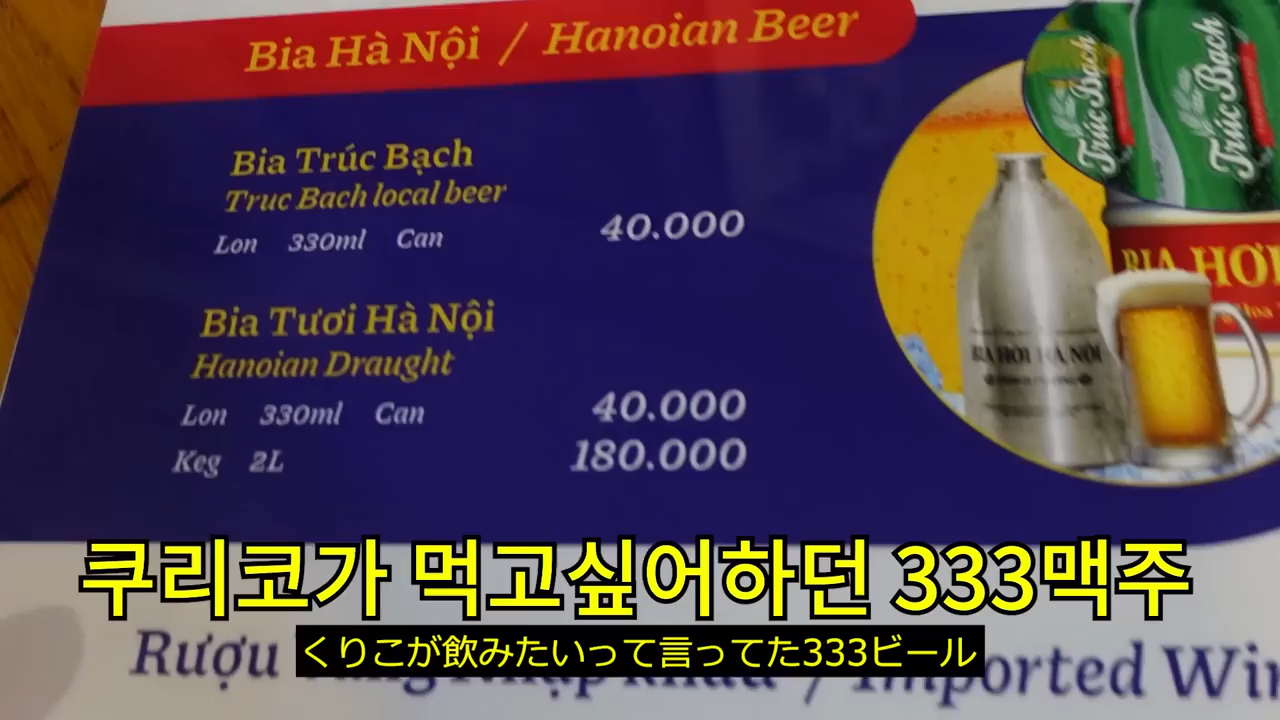 Bia Hà Nội / Hanoian Beer
Trúc Bạch
Trúc Bạch
Bia Trúc Bạch
Truc Bach local beer
Lon 330ml Can 40.000
BIA HƠI
BIA HƠI HÀ NỘI
Bia Tươi Hà Nội
Hanoian Draught
Lon 330ml Can 40.000
Keg 2L 180.000
쿠리코가 먹고싶어하던 333맥주
くりこが飲みたいって言ってた333ビール
Rượu / Imported